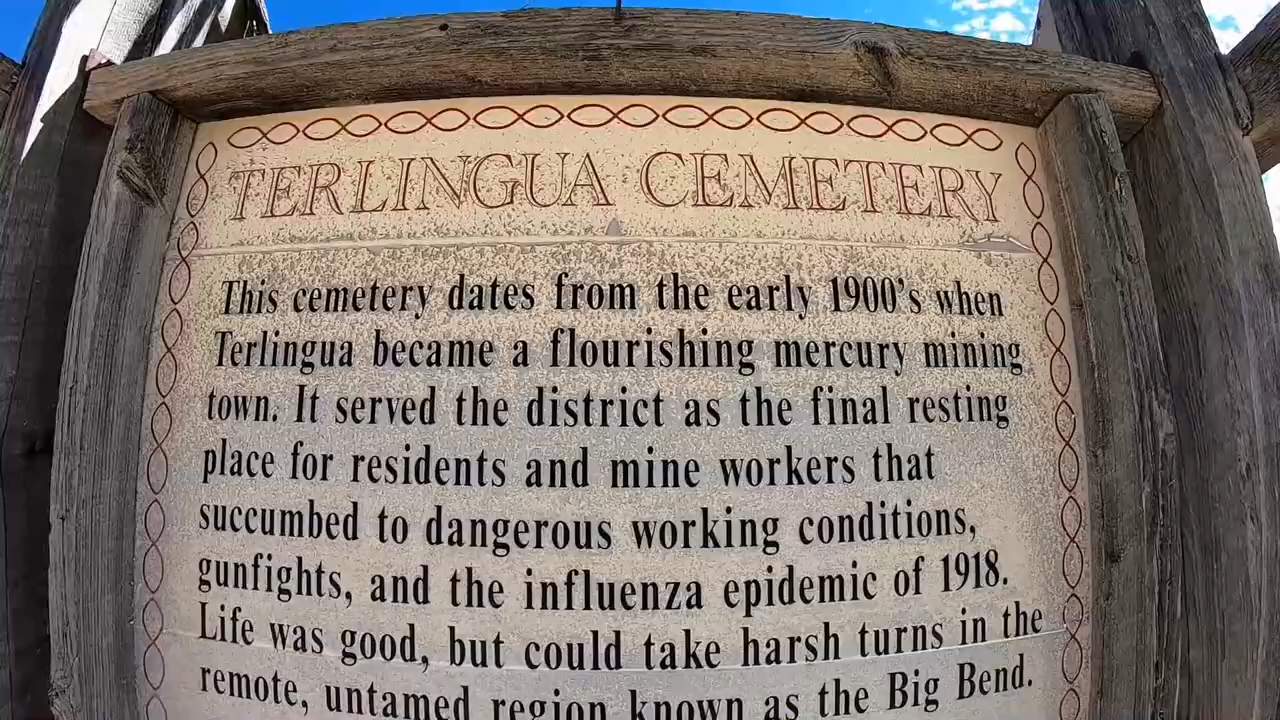 TERLINGUA CEMETERY
This cemetery dates from the early 1900's when
Terlingua became a flourishing mercury mining
town. It served the district as the final resting
place for residents and mine workers that
succumbed to dangerous working conditions,
gunfights, and the influenza epidemic of 1918.
Life was good, but could take harsh turns in the
remote, untamed region known as the Big Bend.